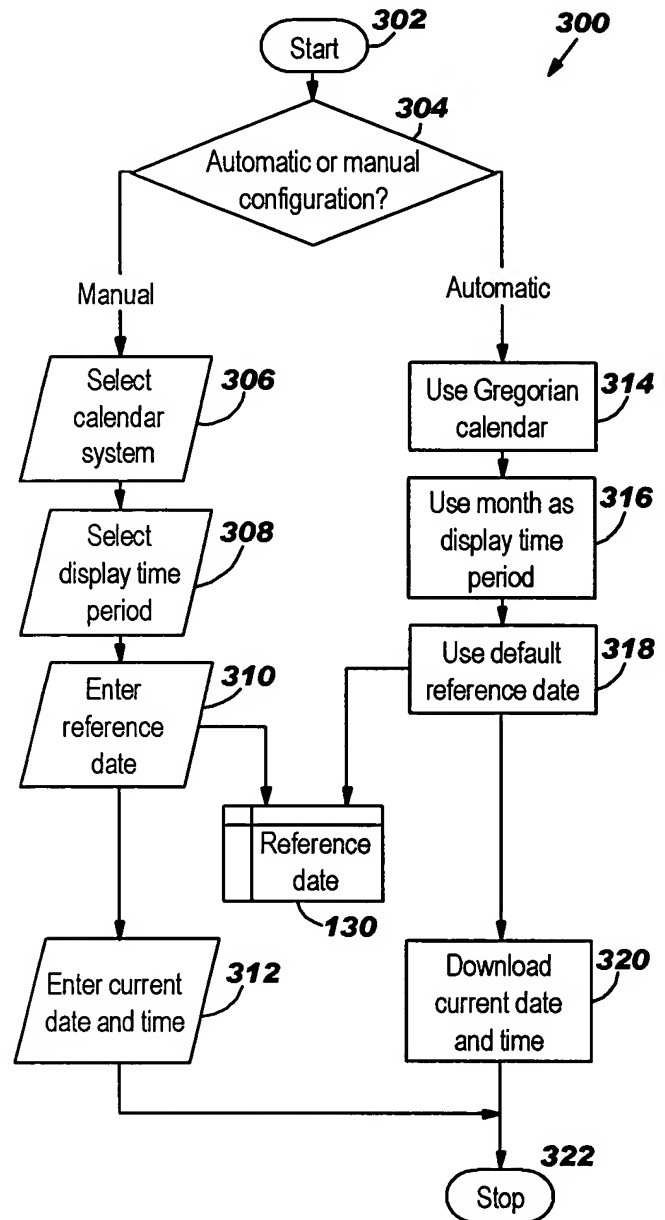 302
300
Start
304
Automatic or manual
configuration?
Manual
Automatic
Select
calendar
system
306
Use Gregorian
calendar
314
Select
display time
period
308
Use month as
display time
period
316
Enter
reference
date
310
Use default
reference date
318
Reference
date
130
Enter current
date and time
312
Download
current date
and time
320
322
Stop